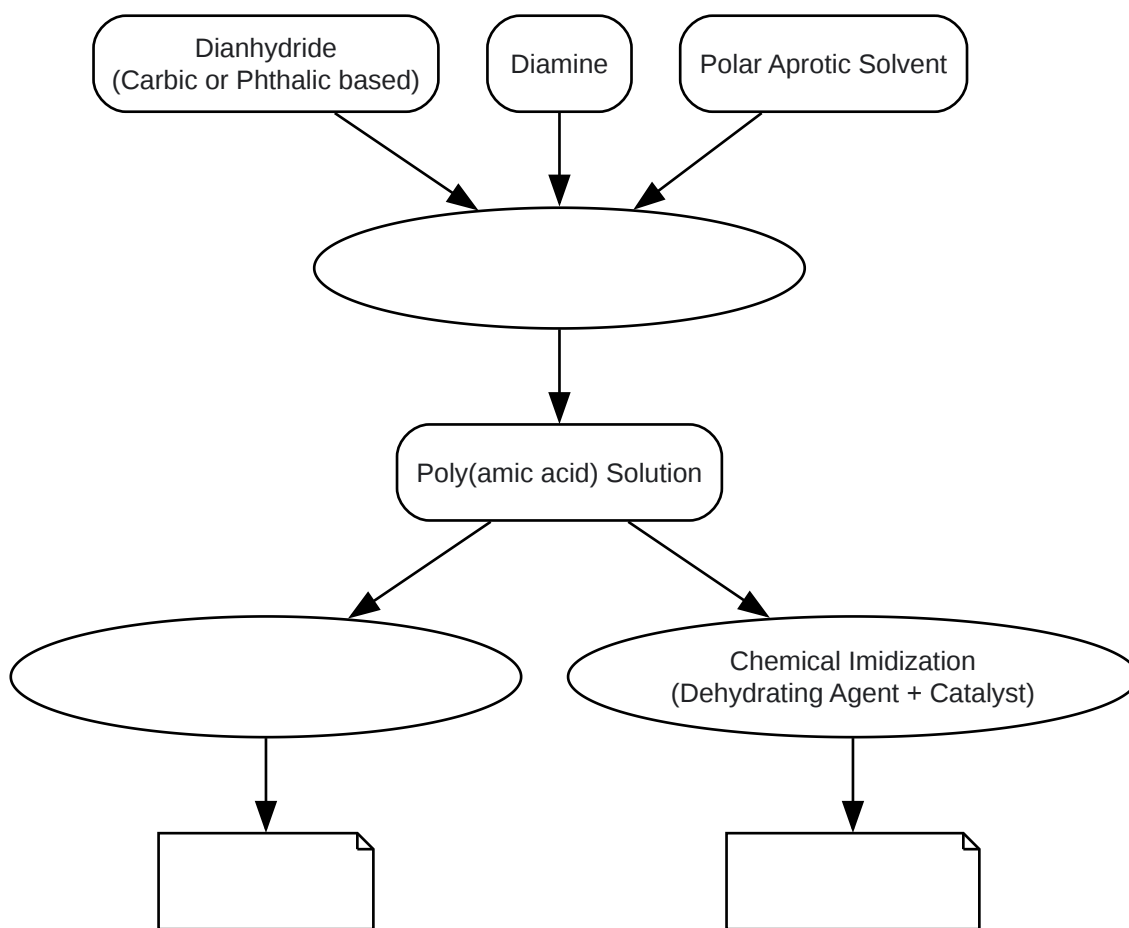 Dianhydride
(Carbic or Phthalic based)
Diamine
Polar Aprotic Solvent
Poly(amic acid) Solution
Chemical Imidization
(Dehydrating Agent + Catalyst)